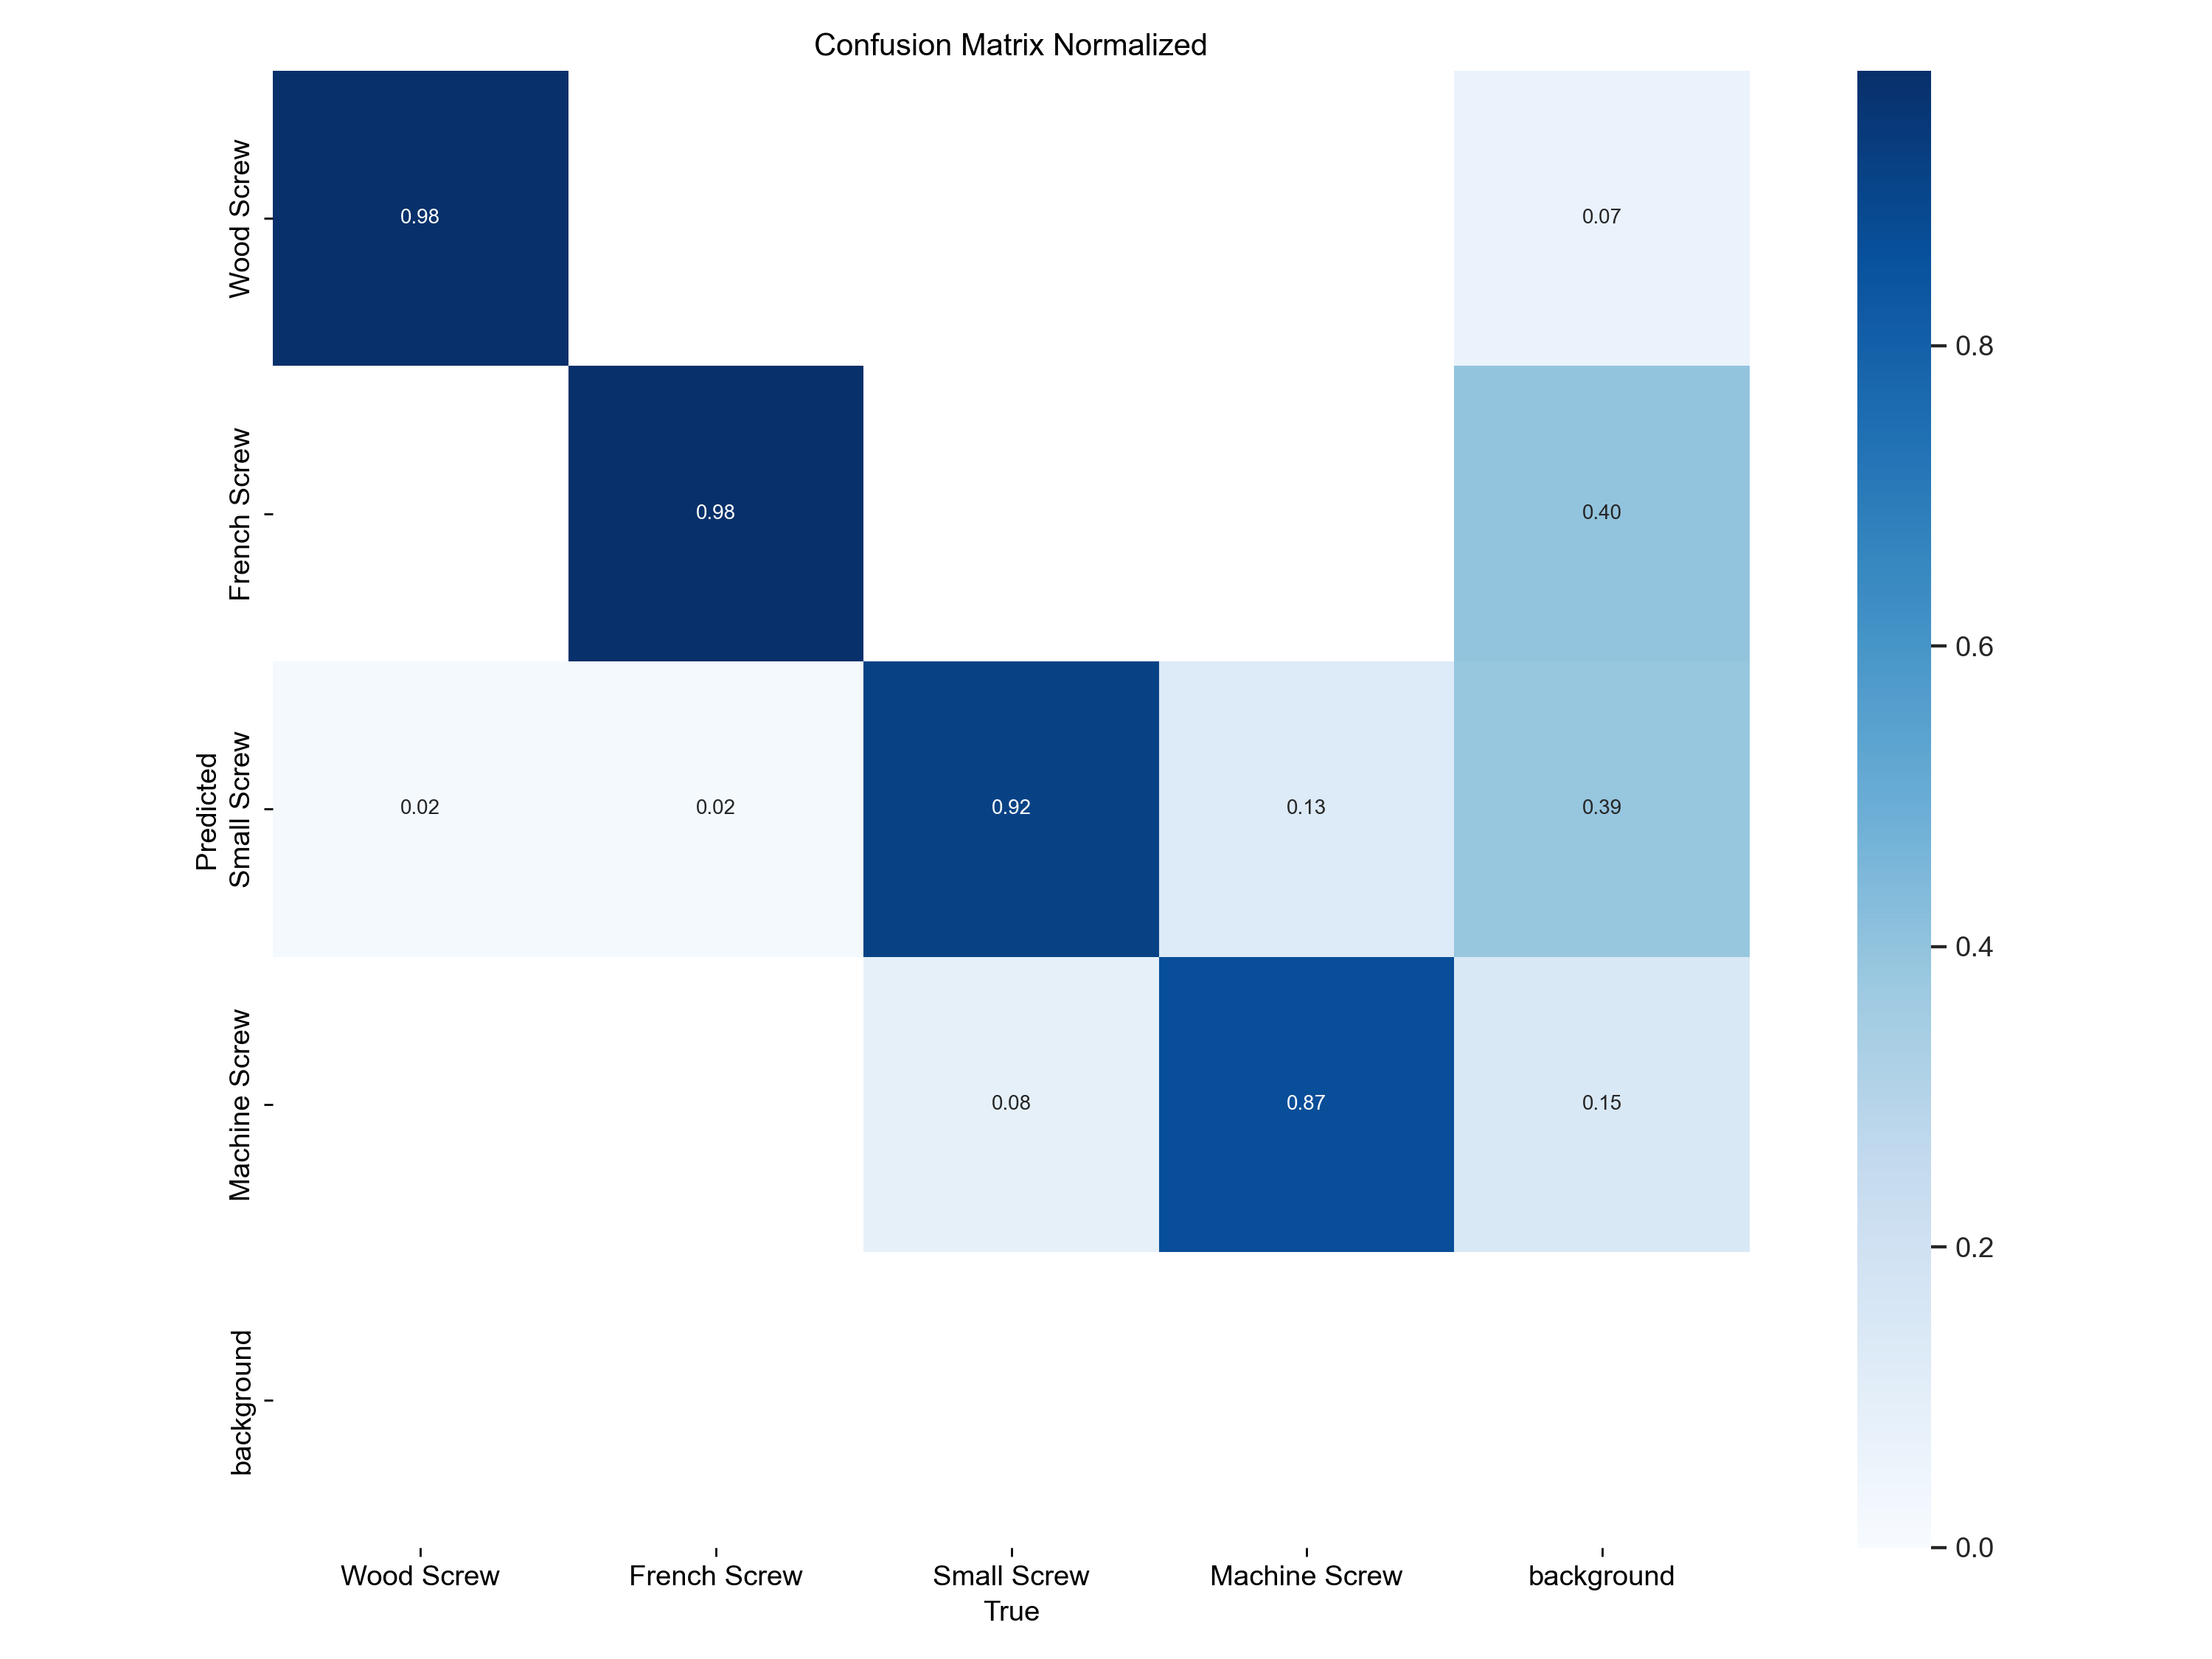 Confusion Matrix Normalized
Wood Screw
0.98
0.07
0.8
French Screw
0.98
0.40
0.6
Predicted
Small Screw
0.02
0.02
0.92
0.13
0.39
0.4
Machine Screw
0.08
0.87
0.15
0.2
background
0.0
Wood Screw
French Screw
Small Screw
Machine Screw
background
True